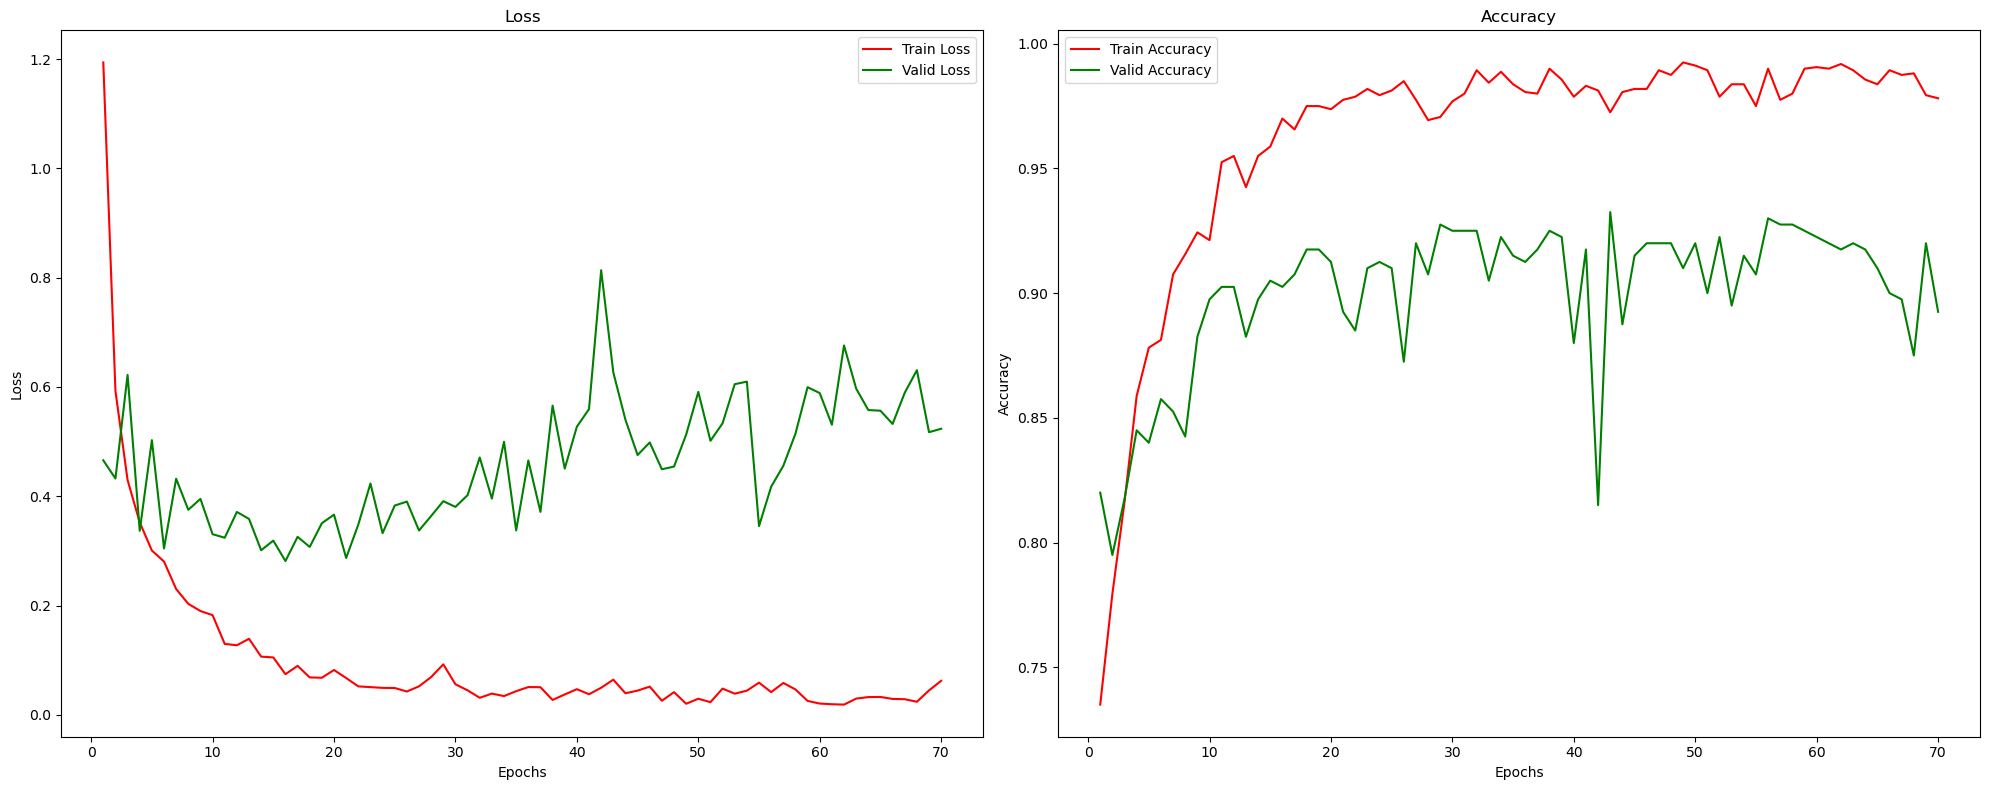 Loss
Train Loss
Valid Loss
1.2
1.0
0.8
0.6
0.4
0.2
0.0
Loss
0 10 20 30 40 50 60 70
Epochs
Accuracy
Train Accuracy
Valid Accuracy
1.00
0.95
0.90
0.85
0.80
0.75
Accuracy
0 10 20 30 40 50 60 70
Epochs